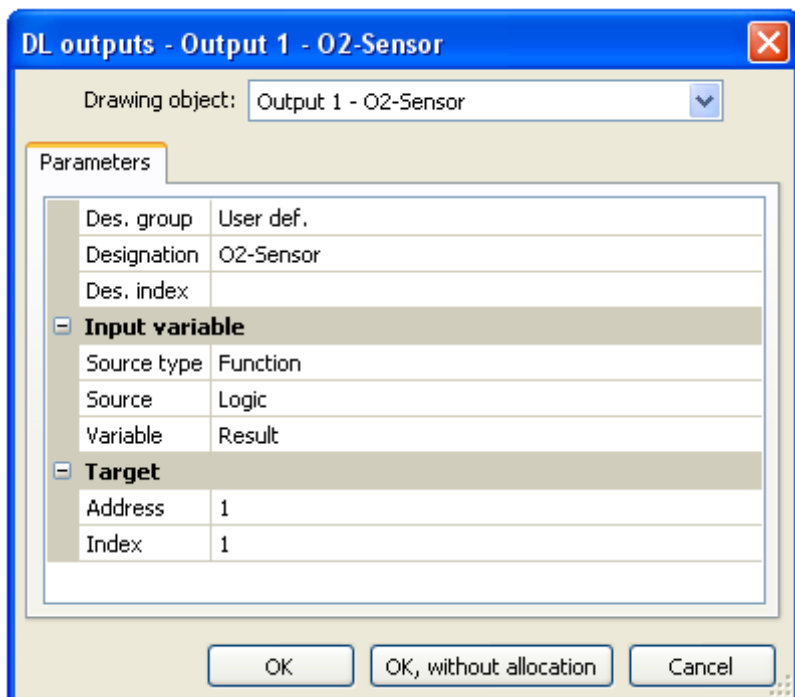 DL outputs - Output 1 - O2-Sensor
Drawing object: Output 1 - O2-Sensor
Parameters
Des. group User def.
Designation O2-Sensor
Des. index
Input variable
Source type Function
Source Logic
Variable Result
Target
Address 1
Index 1
OK OK, without allocation Cancel